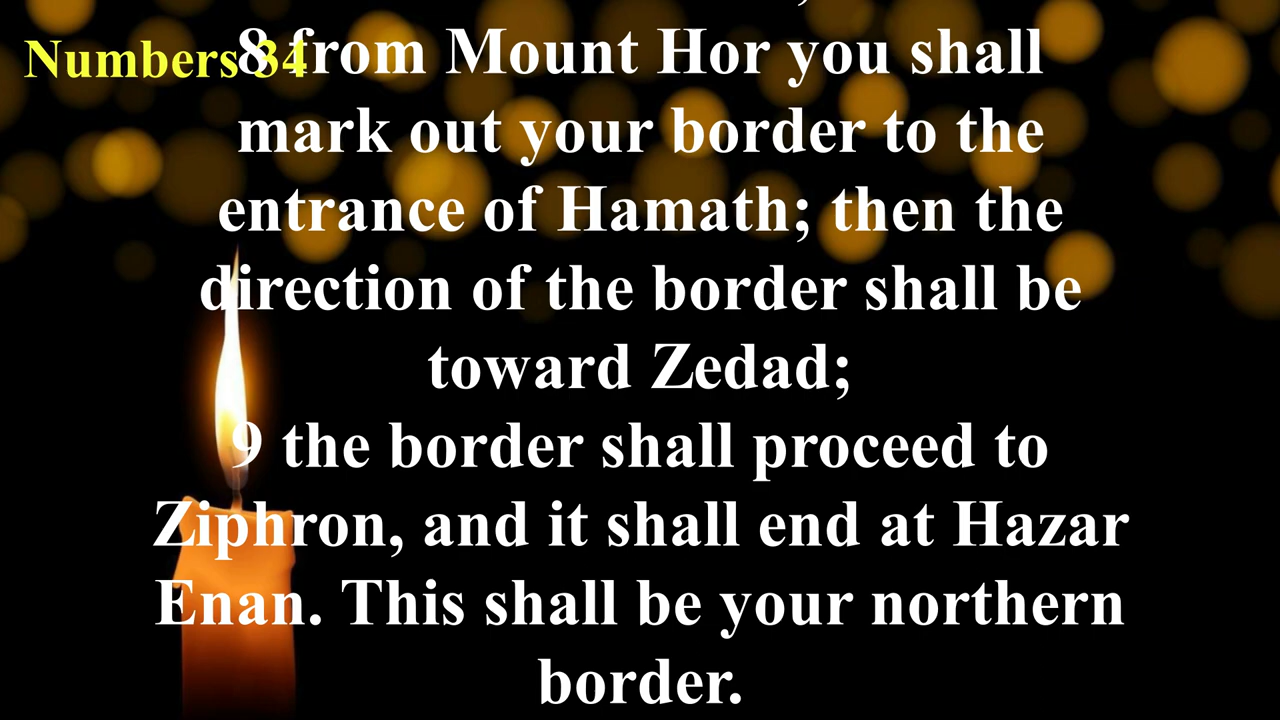 Numbers 34
8 from Mount Hor you shall
mark out your border to the
entrance of Hamath; then the
direction of the border shall be
toward Zedad;
9 the border shall proceed to
Ziphron, and it shall end at Hazar
Enan. This shall be your northern
border.